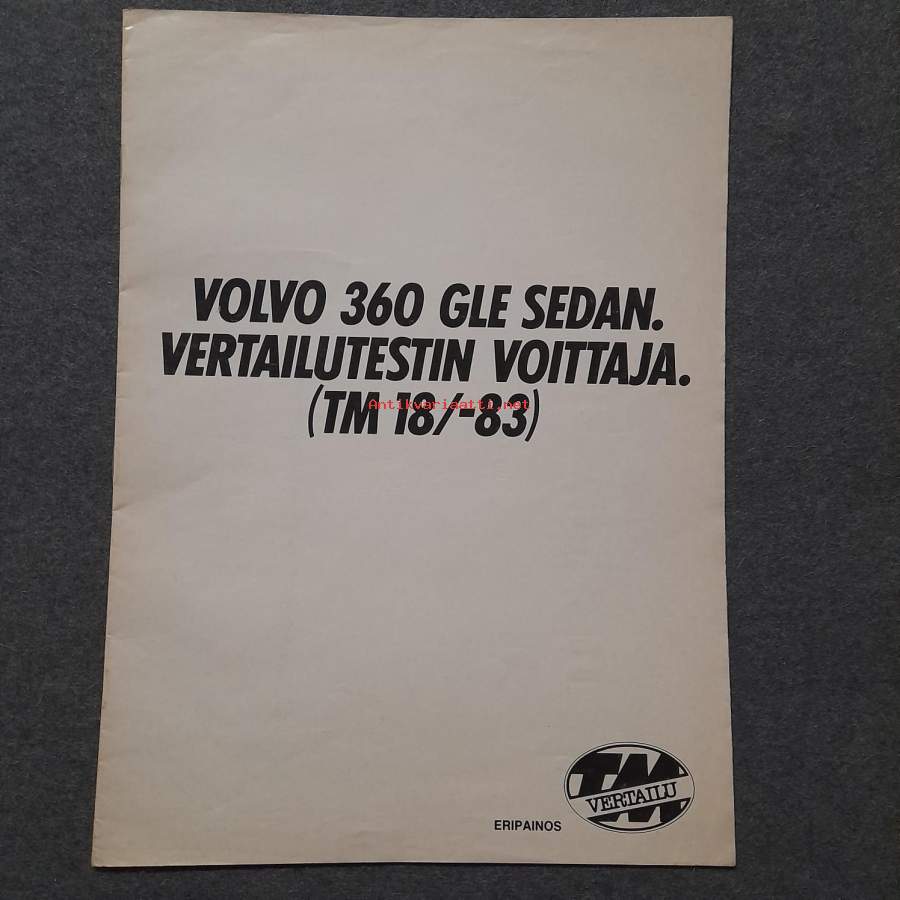 VOLVO 360 GLE SEDAN.
VERTAILUTESTIN VOITTAJA.
(TM 18/-83)
Antikvariaatti.net
ERIPAINOS
TM
VERTAILU